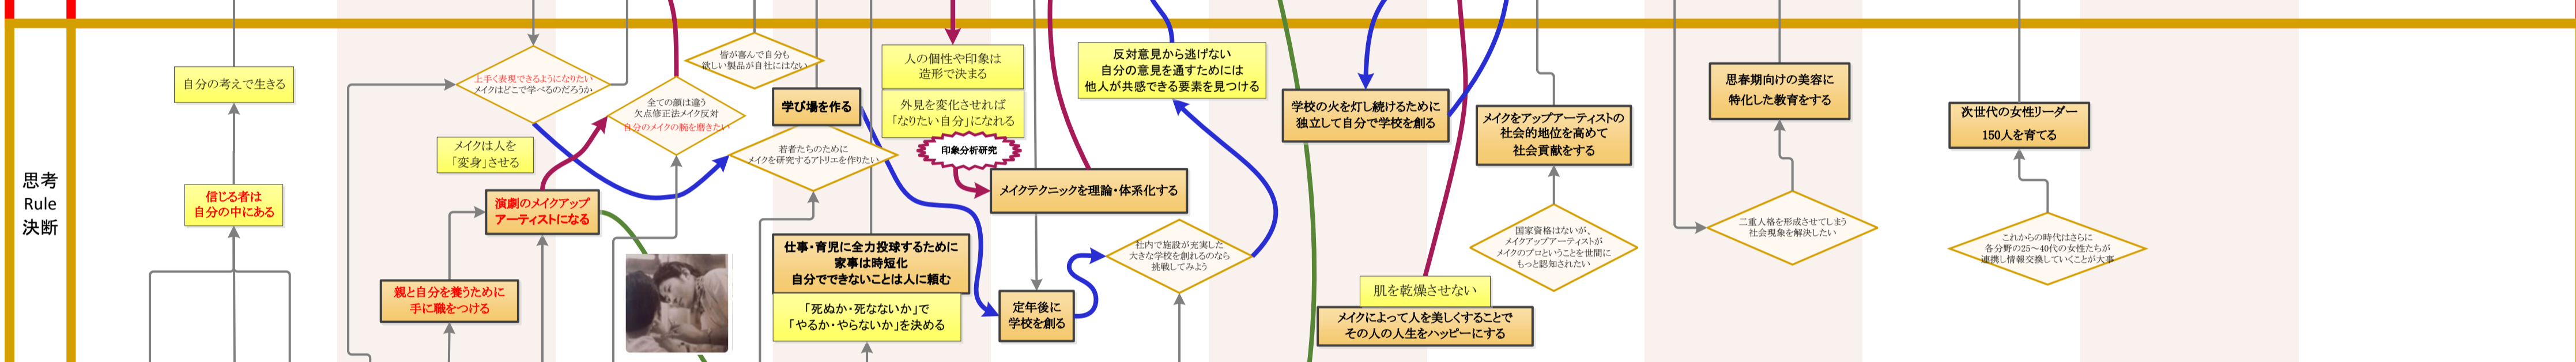 思考
Rule
決断
自分の考えで生きる
信じる者は
自分の中にある
上手く表現できるようになりたい
メイクはどこで学べるのだろうか
メイクは人を
「変身」させる
演劇のメイクアップ
アーティストになる
親と自分を養うために
手に職をつける
全ての顔は違う
欠点修正法メイク反対
自分のメイクの腕を磨きたい
皆が喜んで自分も
欲しい製品が自社にはない
学び場を作る
若者たちのために
メイクを研究するアトリエを作りたい
仕事・育児に全力投球するために
家事は時短化
自分でできないことは人に頼む
「死ぬか・死なないか」で
「やるか・やらないか」を決める
人の個性や印象は
造形で決まる
外見を変化させれば
「なりたい自分」になれる
印象分析研究
メイクテクニックを理論・体系化する
定年後に
学校を創る
反対意見から逃げない
自分の意見を通すためには
他人が共感できる要素を見つける
社内で施設が充実した
大きな学校を創れるのなら
挑戦してみよう
学校の火を灯し続けるために
独立して自分で学校を創る
肌を乾燥させない
メイクによって人を美しくすることで
その人の人生をハッピーにする
メイクをアップアーティストの
社会的地位を高めて
社会貢献をする
国家資格はないが、
メイクアップアーティストが
メイクのプロということを世間に
もっと認知されたい
思春期向けの美容に
特化した教育をする
二重人格を形成させてしまう
社会現象を解決したい
次世代の女性リーダー
150人を育てる
これからの時代はさらに
各分野の25～40代の女性たちが
連携し情報交換していくことが大事